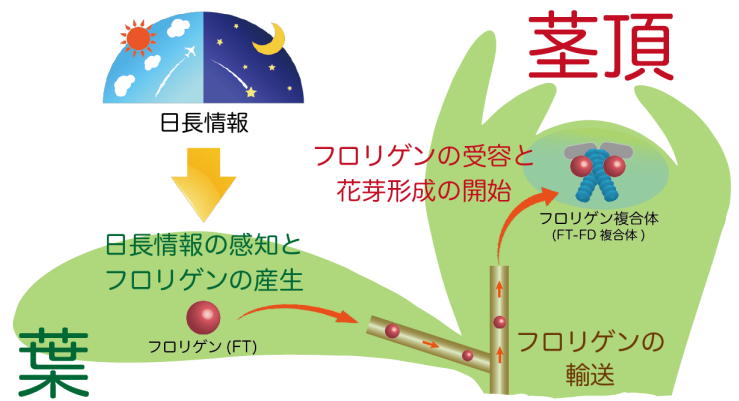 日長情報
茎頂
フロリゲンの受容と
花芽形成の開始
フロリゲン複合体
(FT-FD 複合体)
日長情報の感知と
フロリゲンの産生
フロリゲン (FT)
葉
フロリゲンの
輸送